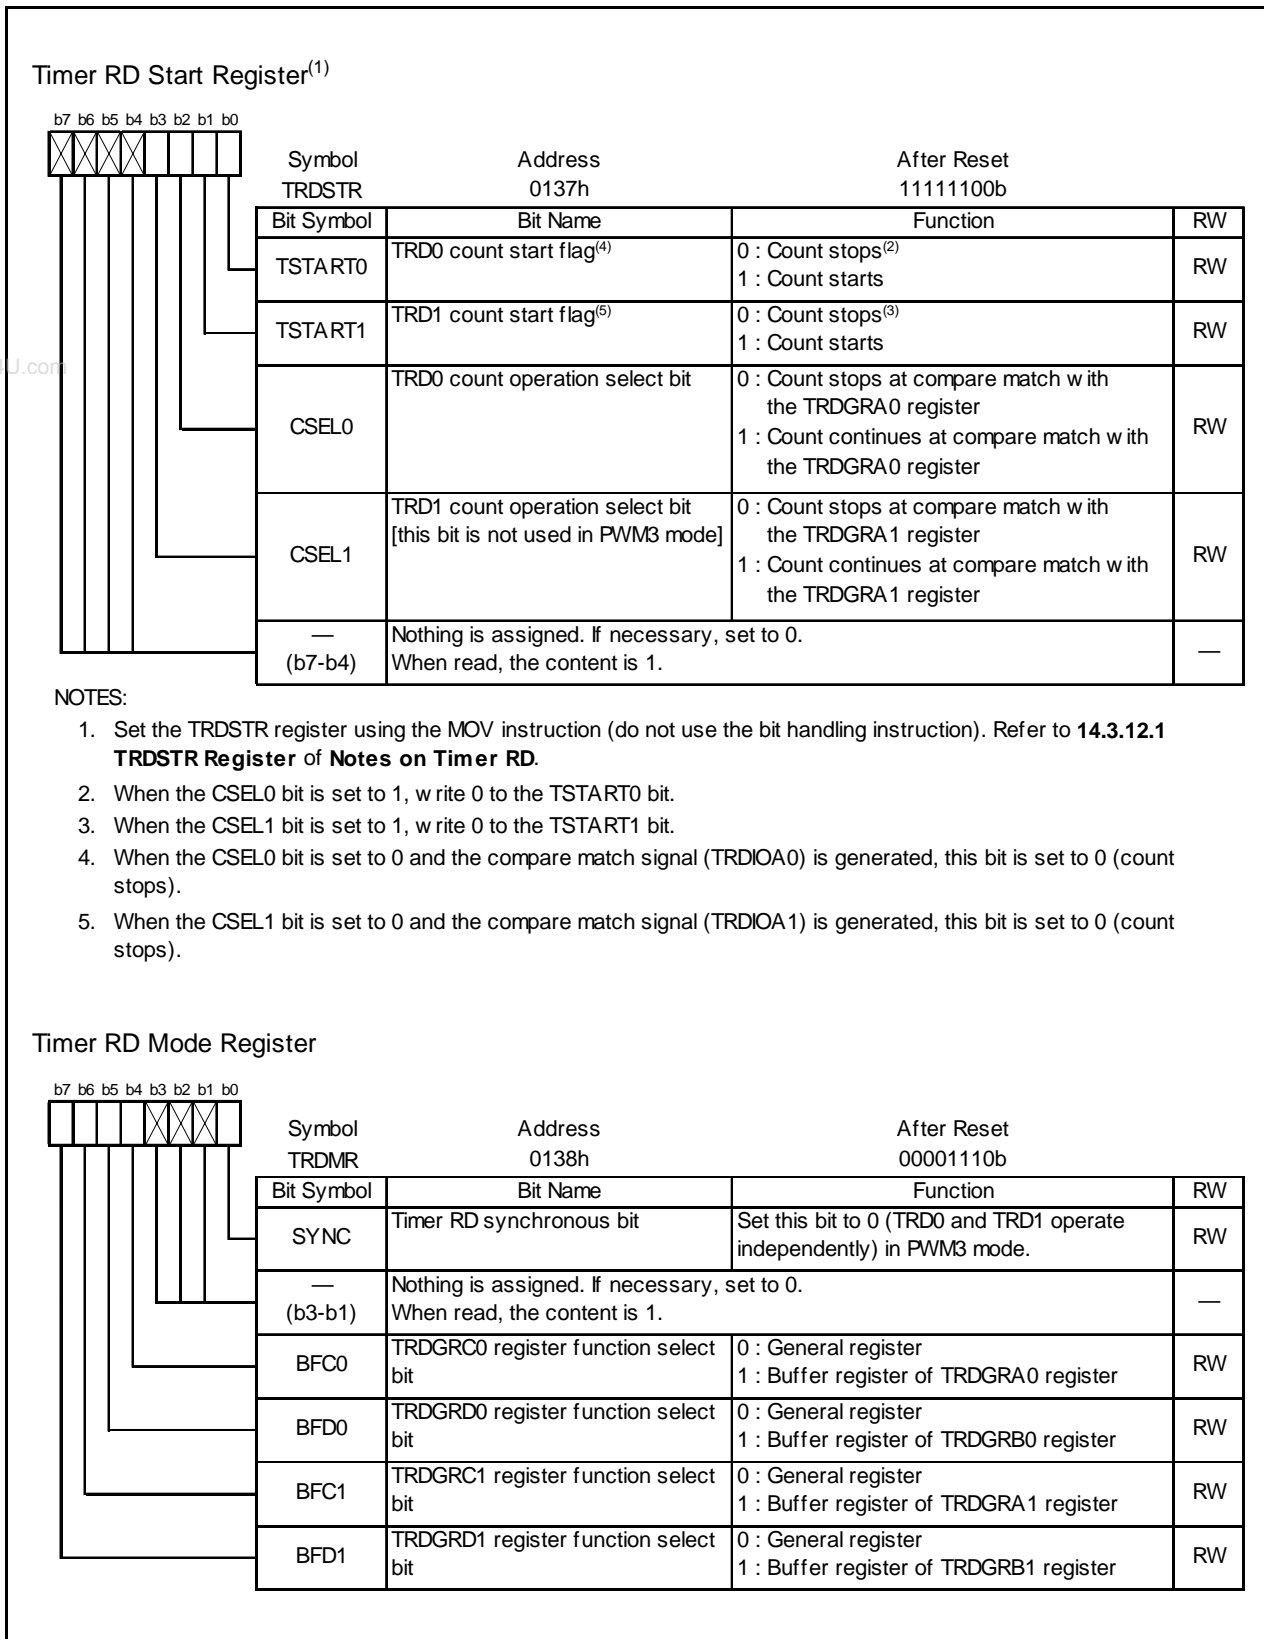 Timer RD Start Register(1)
b7 b6 b5 b4 b3 b2 b1 b0
Symbol Address After Reset
TRDSTR 0137h 11111100b
Bit Symbol Bit Name Function RW
TSTART0 TRD0 count start flag(4) 0 : Count stops(2) RW
1 : Count starts
TSTART1 TRD1 count start flag(5) 0 : Count stops(3) RW
1 : Count starts
U.com
CSEL0 TRD0 count operation select bit 0 : Count stops at compare match with
the TRDGRA0 register
1 : Count continues at compare match with RW
the TRDGRA0 register
CSEL1 TRD1 count operation select bit 0 : Count stops at compare match with
[this bit is not used in PWM3 mode] the TRDGRA1 register
1 : Count continues at compare match with RW
the TRDGRA1 register
— Nothing is assigned. If necessary, set to 0. —
(b7-b4) When read, the content is 1.
NOTES:
1. Set the TRDSTR register using the MOV instruction (do not use the bit handling instruction). Refer to 14.3.12.1
TRDSTR Register of Notes on Timer RD.
2. When the CSEL0 bit is set to 1, write 0 to the TSTART0 bit.
3. When the CSEL1 bit is set to 1, write 0 to the TSTART1 bit.
4. When the CSEL0 bit is set to 0 and the compare match signal (TRDIOA0) is generated, this bit is set to 0 (count
stops).
5. When the CSEL1 bit is set to 0 and the compare match signal (TRDIOA1) is generated, this bit is set to 0 (count
stops).
Timer RD Mode Register
b7 b6 b5 b4 b3 b2 b1 b0
Symbol Address After Reset
TRDMR 0138h 00001110b
Bit Symbol Bit Name Function RW
SYNC Timer RD synchronous bit Set this bit to 0 (TRD0 and TRD1 operate RW
independently) in PWM3 mode.
— Nothing is assigned. If necessary, set to 0. —
(b3-b1) When read, the content is 1.
BFC0 TRDGRC0 register function select 0 : General register RW
bit 1 : Buffer register of TRDGRA0 register
BFD0 TRDGRD0 register function select 0 : General register RW
bit 1 : Buffer register of TRDGRB0 register
BFC1 TRDGRC1 register function select 0 : General register RW
bit 1 : Buffer register of TRDGRA1 register
BFD1 TRDGRD1 register function select 0 : General register RW
bit 1 : Buffer register of TRDGRB1 register